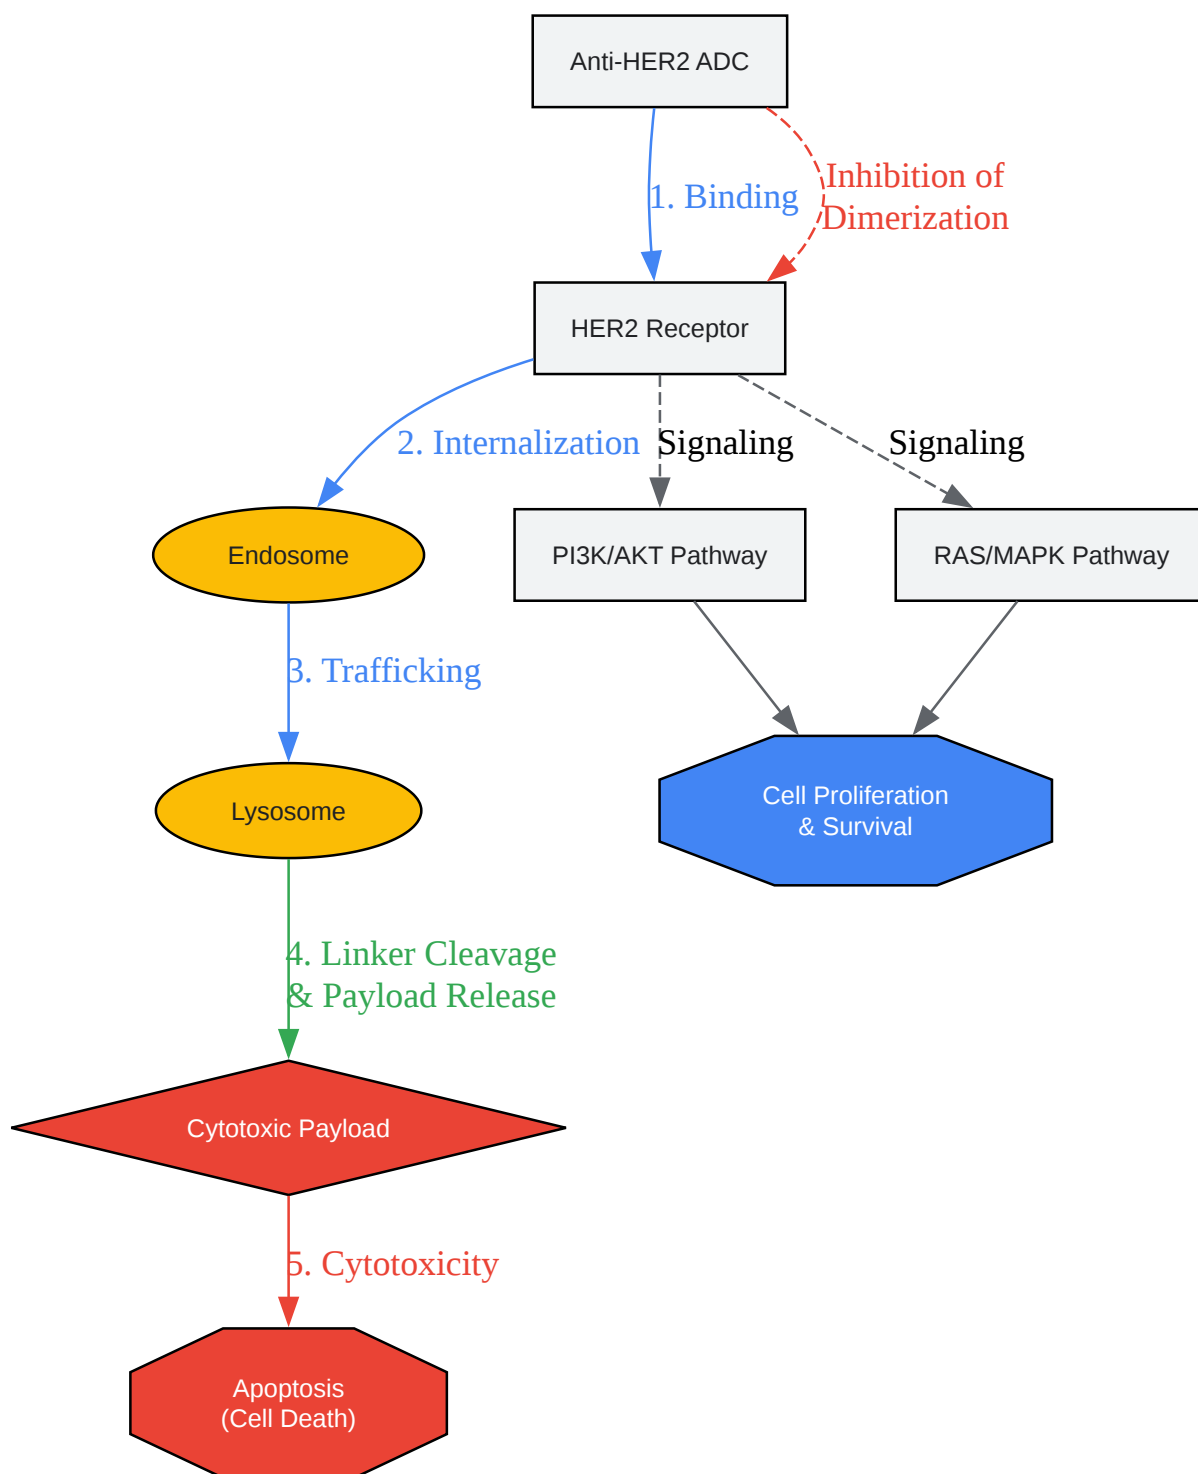 Anti-HER2 ADC
1. Binding
Inhibition of
Dimerization
HER2 Receptor
2. Internalization
Signaling
Signaling
Endosome
PI3K/AKT Pathway
RAS/MAPK Pathway
3. Trafficking
Lysosome
Cell Proliferation
& Survival
4. Linker Cleavage
& Payload Release
Cytotoxic Payload
5. Cytotoxicity
Apoptosis
(Cell Death)